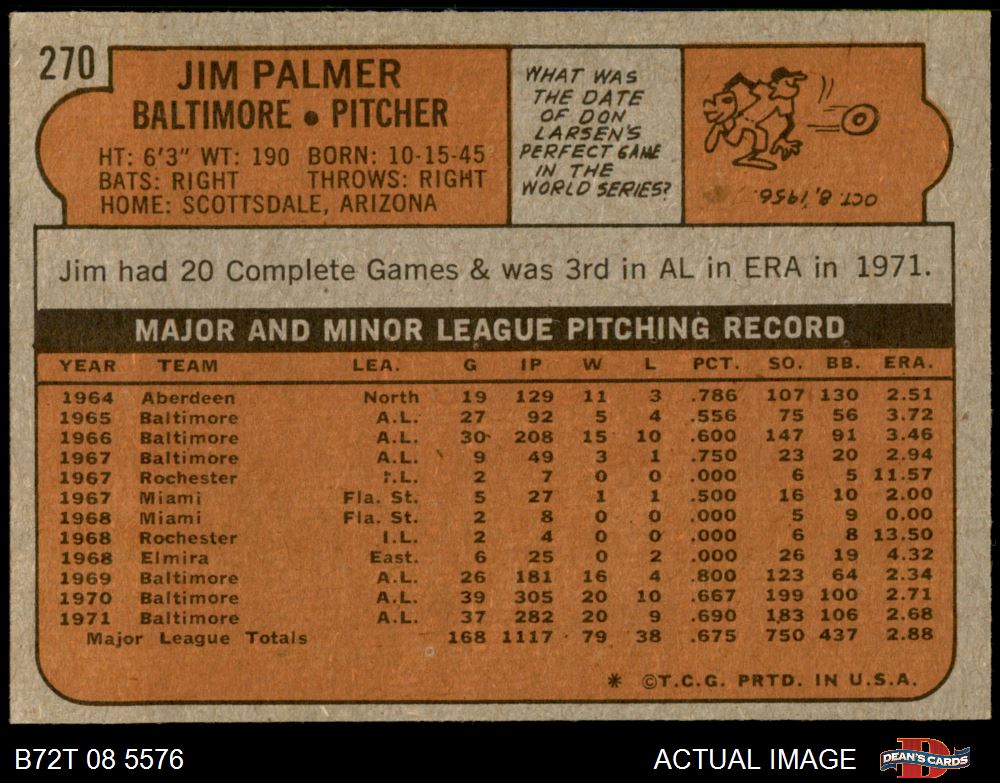 270
JIM PALMER
BALTIMORE • PITCHER
HT: 6'3" WT: 190 BORN: 10-15-45
BATS: RIGHT THROWS: RIGHT
HOME: SCOTTSDALE, ARIZONA
WHAT WAS
THE DATE
OF DON
LARSEN'S
PERFECT GAME
IN THE
WORLD SERIES?
OCT. 8, 1956.
Jim had 20 Complete Games & was 3rd in AL in ERA in 1971.
MAJOR AND MINOR LEAGUE PITCHING RECORD
YEAR TEAM LEA. G IP W L PCT. SO. BB. ERA.
1964 Aberdeen North 19 129 11 3 .786 107 130 2.51
1965 Baltimore A.L. 27 92 5 4 .556 75 56 3.72
1966 Baltimore A.L. 30 208 15 10 .600 147 91 3.46
1967 Baltimore A.L. 9 49 3 1 .750 23 20 2.94
1967 Rochester I.L. 2 7 0 0 .000 6 5 11.57
1967 Miami Fla. St. 5 27 1 1 .500 16 10 2.00
1968 Miami Fla. St. 2 8 0 0 .000 5 9 0.00
1968 Rochester I.L. 2 4 0 0 .000 6 8 13.50
1968 Elmira East. 6 25 0 2 .000 26 19 4.32
1969 Baltimore A.L. 26 181 16 4 .800 123 64 2.34
1970 Baltimore A.L. 39 305 20 10 .667 199 100 2.71
1971 Baltimore A.L. 37 282 20 9 .690 183 106 2.68
Major League Totals 168 1117 79 38 .675 750 437 2.88
* ©T.C.G. PRTD. IN U.S.A.
B72T 08 5576 ACTUAL IMAGE DEAN'S CARDS